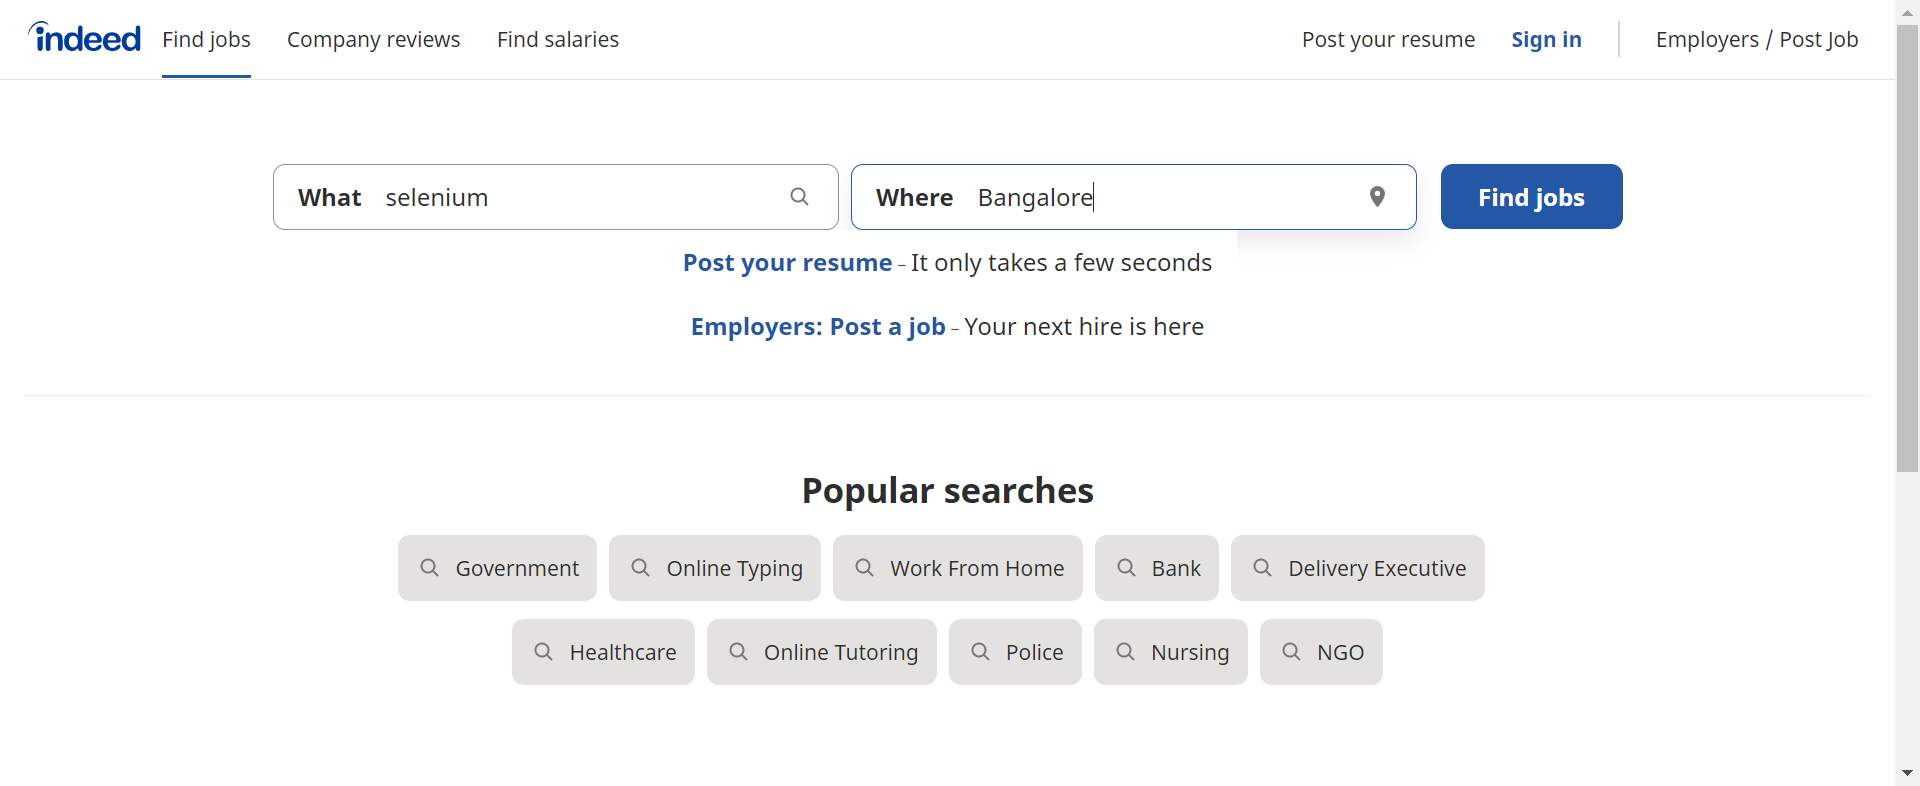 indeed Find jobs Company reviews Find salaries Post your resume Sign in Employers / Post Job
What selenium Where Bangalore Find jobs
Post your resume – It only takes a few seconds
Employers: Post a job – Your next hire is here
Popular searches
Government Online Typing Work From Home Bank Delivery Executive
Healthcare Online Tutoring Police Nursing NGO